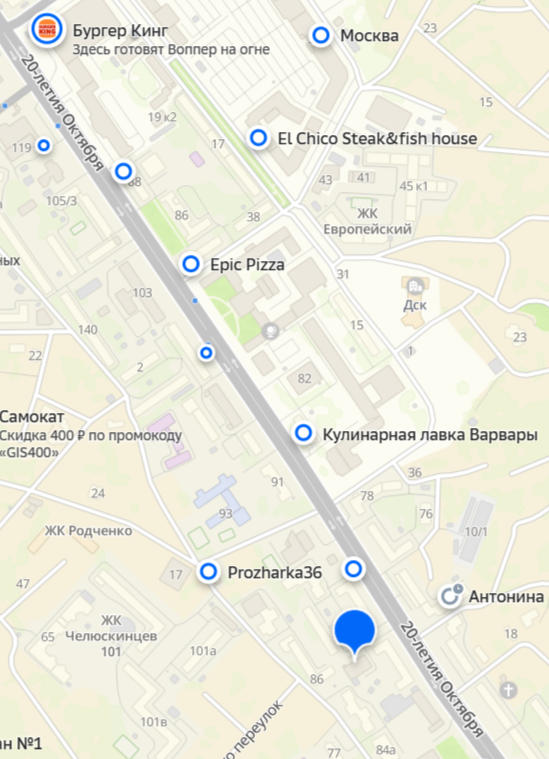 BURGER
KING
Бургер Кинг
Здесь готовят Воппер на огне
Москва
23
20-летия Октября
15
19 к2
119
17
El Chico Steak&fish house
43
41
45 к1
88
105/3
86
38
ЖК
Европейский
ных
Epic Pizza
31
Дск
103
140
15
23
22
2
1
82
Самокат
Скидка 400 ₽ по промокоду
«GIS400»
Кулинарная лавка Варвары
36
91
24
78
93
76
10/1
ЖК Родченко
17
Prozharka36
47
Антонина
ЖК
Челюскинцев
101
65
101а
20-летия Октября
18
86
101в
о переулок
ан №1
77
84а